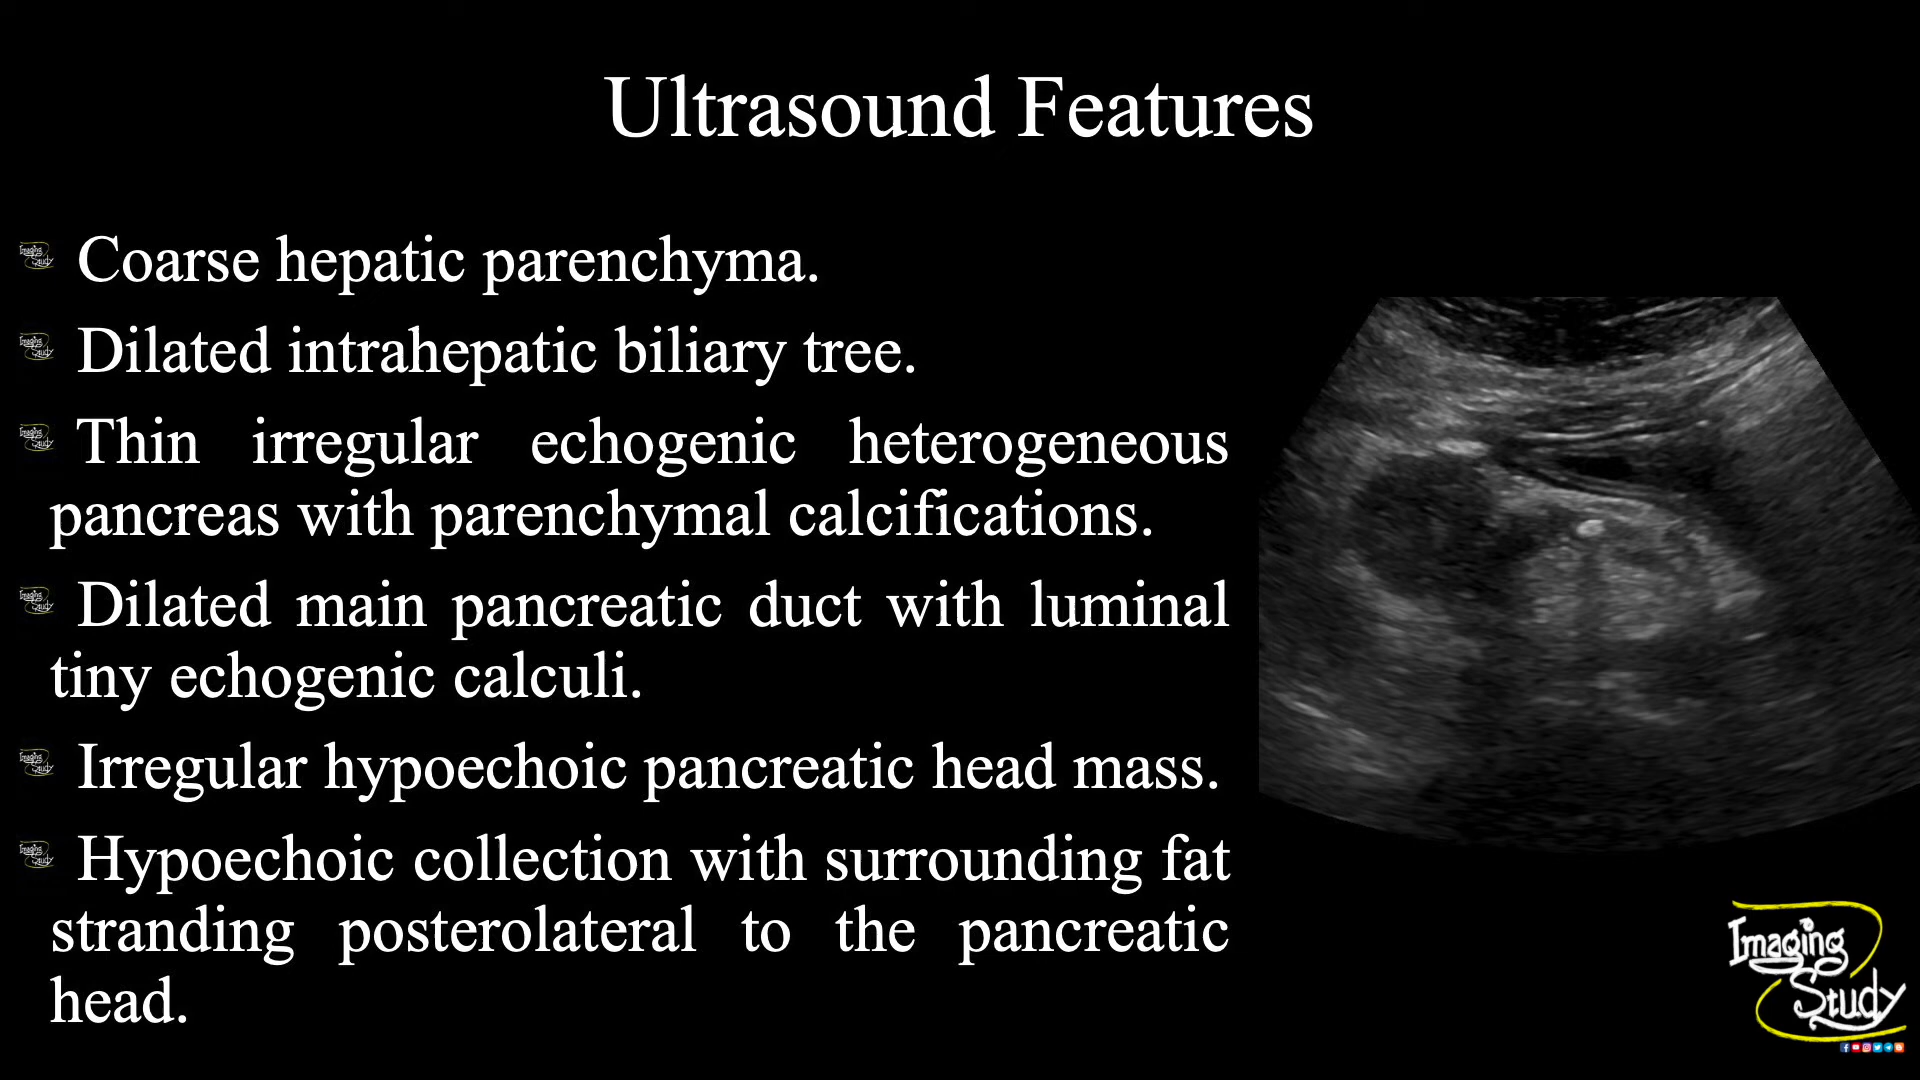 Ultrasound Features
Coarse hepatic parenchyma.
Dilated intrahepatic biliary tree.
Thin irregular echogenic heterogeneous
pancreas with parenchymal calcifications.
Dilated main pancreatic duct with luminal
tiny echogenic calculi.
Irregular hypoechoic pancreatic head mass.
Hypoechoic collection with surrounding fat
stranding posterolateral to the pancreatic
head.
Imaging
Study